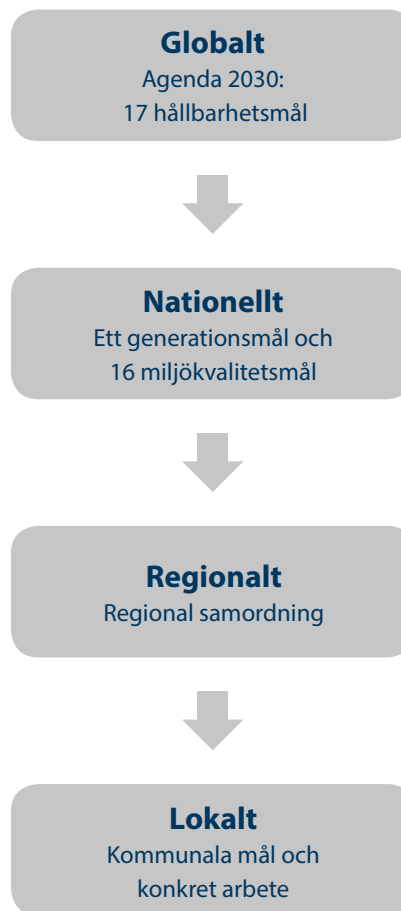 Globalt
Agenda 2030:
17 hållbarhetsmål
Nationellt
Ett generationsmål och
16 miljökvalitetsmål
Regionalt
Regional samordning
Lokalt
Kommunala mål och
konkret arbete